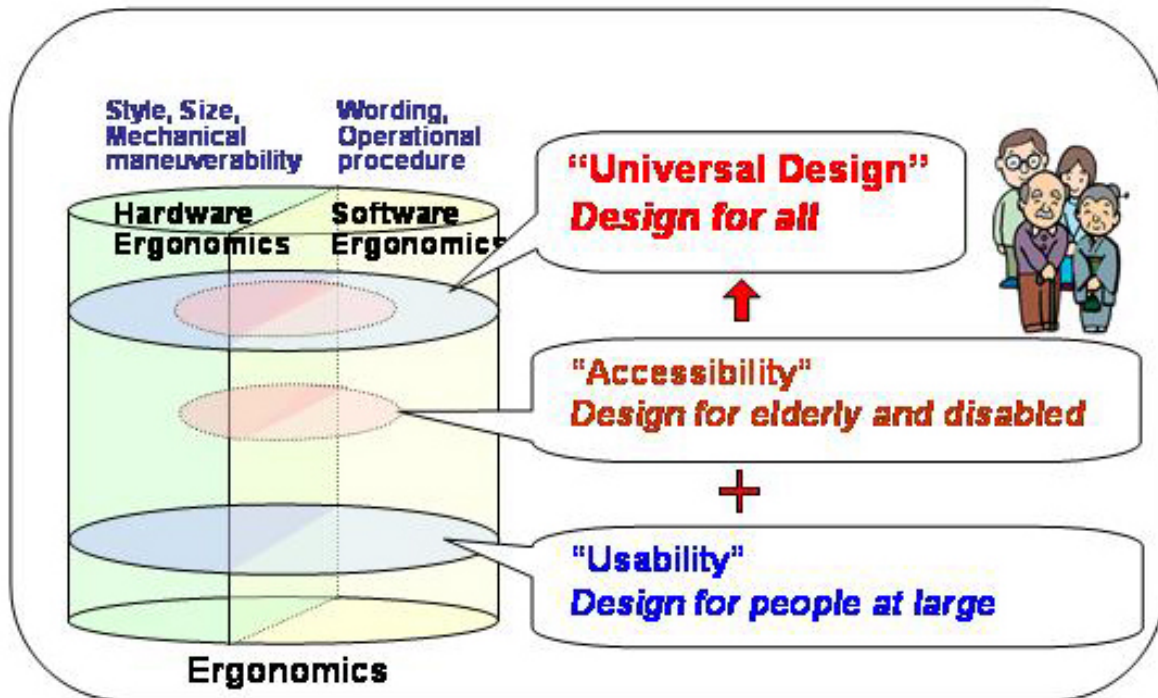 Style, Size,
Mechanical
maneuverability
Wording,
Operational
procedure
Hardware
Ergonomics
Software
Ergonomics
“Universal Design”
Design for all
"Accessibility"
Design for elderly and disabled
+
"Usability"
Design for people at large
Ergonomics